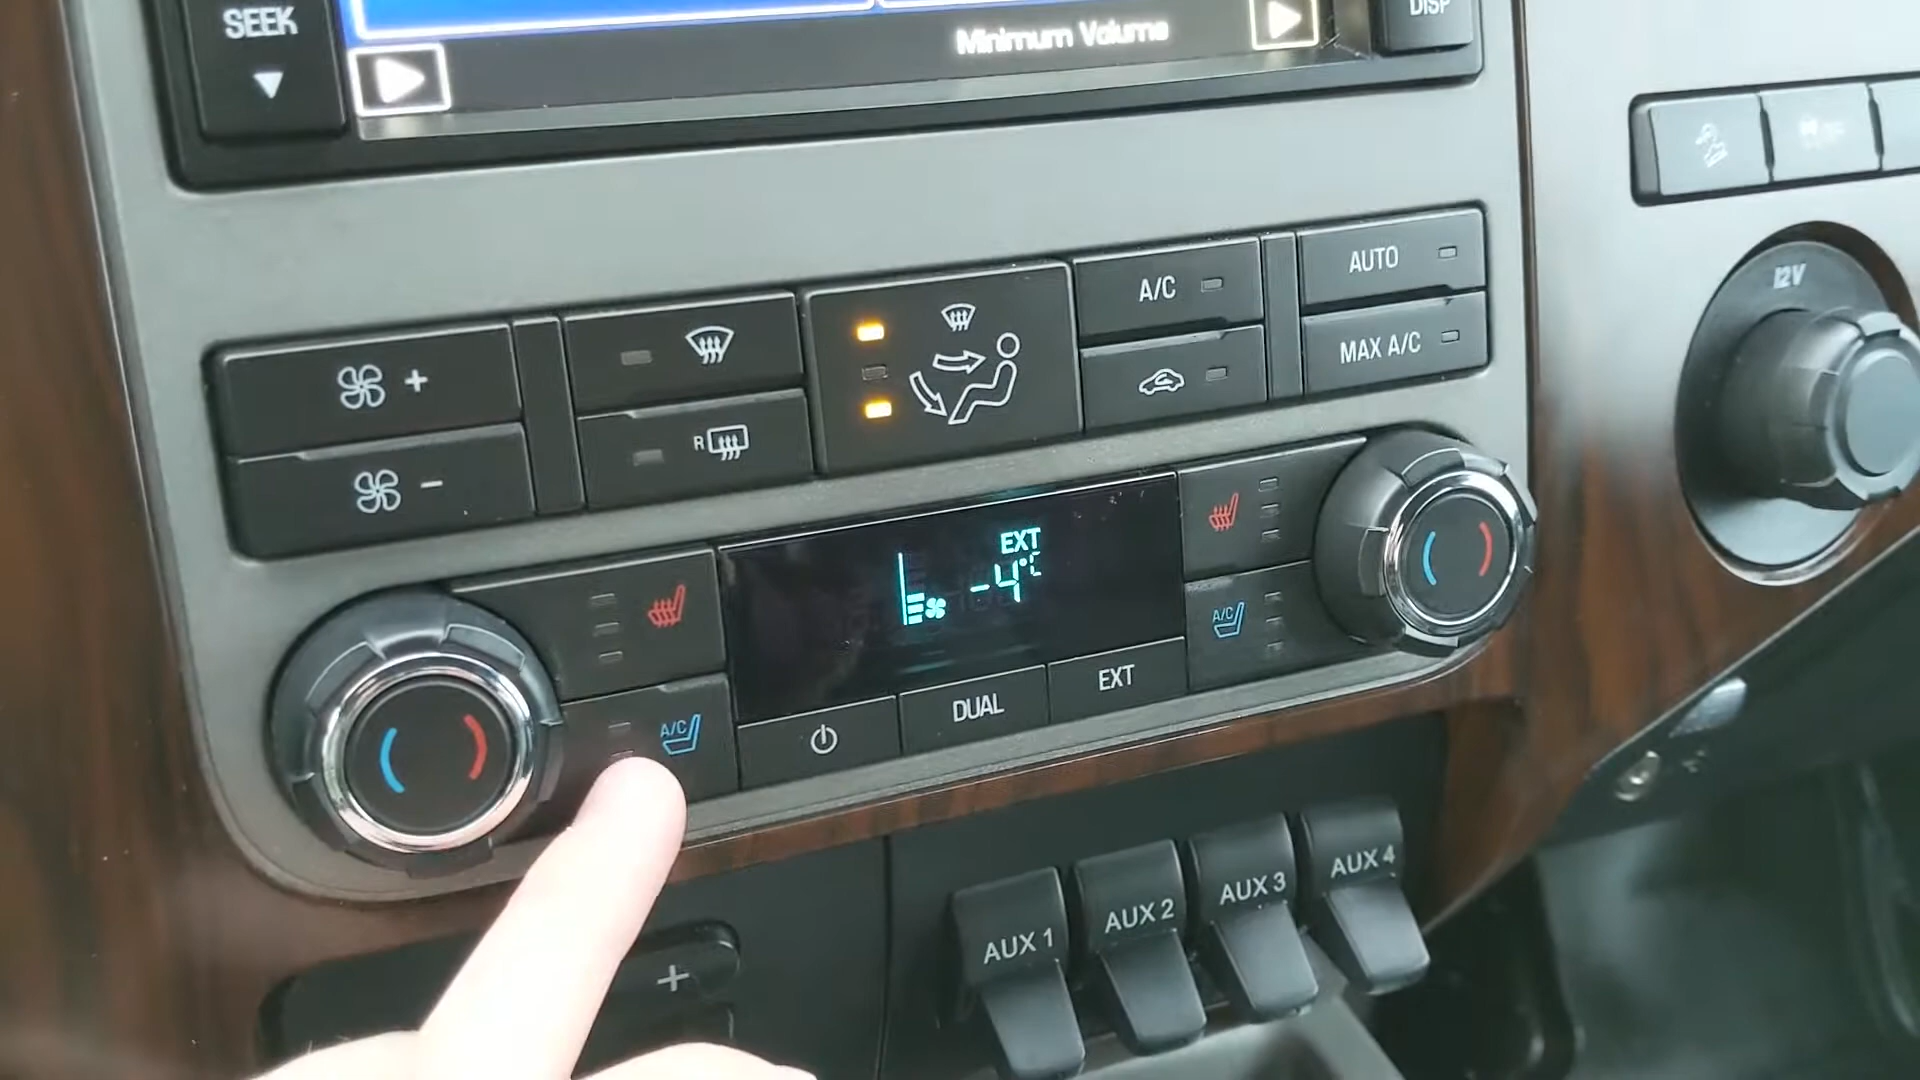 SEEK
Minimum Volume
DISP
12V
A/C
AUTO
MAX A/C
+
R
-
EXT
-4°C
A/C
A/C
DUAL
EXT
+
AUX 1
AUX 2
AUX 3
AUX 4